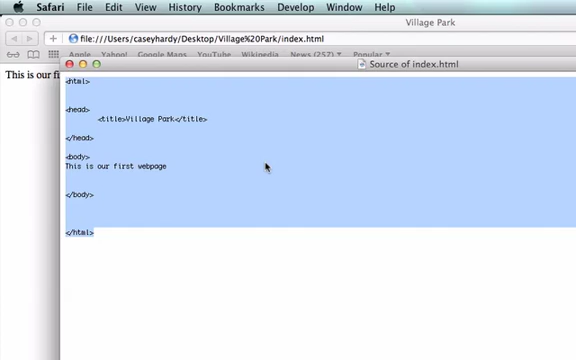 Safari File Edit View History Bookmarks Develop Window Help
Village Park
file:///Users/caseyhardy/Desktop/Village%20Park/index.html
Apple Yahoo! Google Maps YouTube Wikipedia News (257) Popular
This is our fi
Source of index.html
<html>
<head>
<title>Village Park</title>
</head>
<body>
This is our first webpage
</body>
</html>